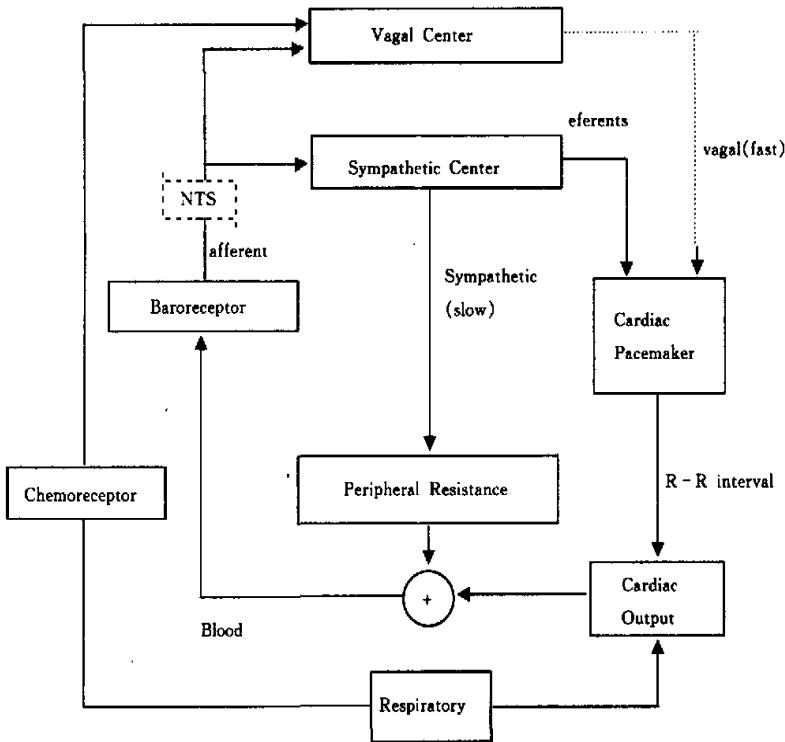 Vagal Center
eferents
vagal(fast)
Sympathetic Center
NTS
afferent
Sympathetic
(slow)
Baroreceptor
Cardiac
Pacemaker
Chemoreceptor
Peripheral Resistance
R-R interval
+
Cardiac
Output
Blood
Respiratory